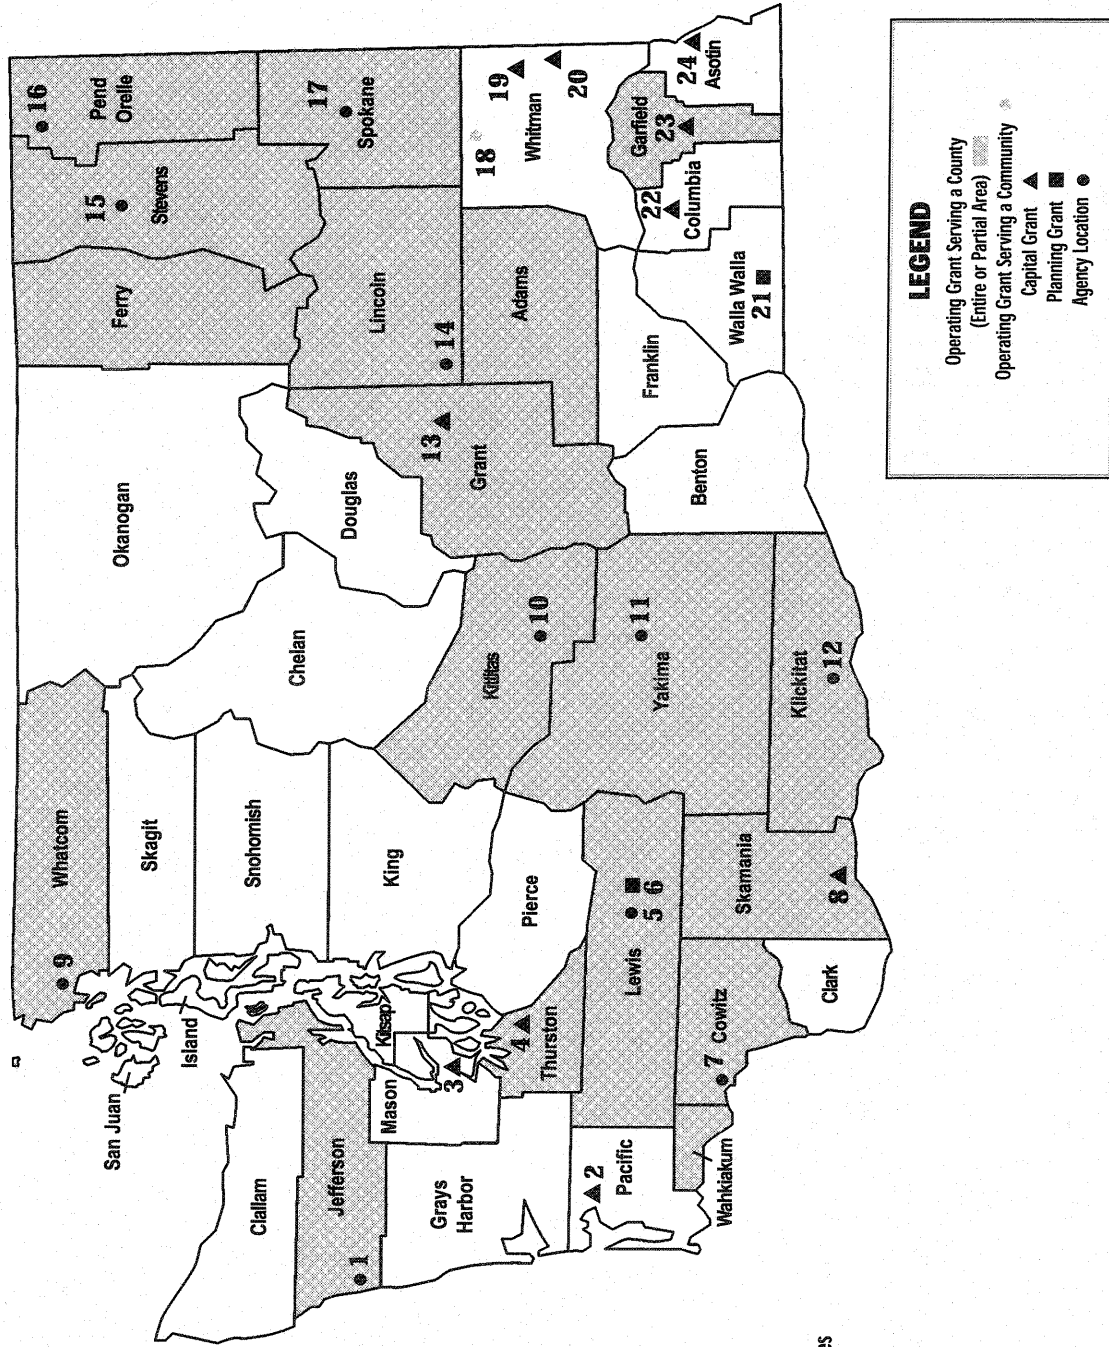 San Juan
Island
Whatcom
9
Skagit
Snohomish
King
Pierce
Clallam
Jefferson
1
Mason
Kitsap
3
Grays
Harbor
4
Thurston
2
Pacific
Wahkiakum
Lewis
5 6
7
Cowitz
Skamania
8
Clark
Okanogan
Chelan
Douglas
Kittitas
10
11
Yakima
Klickitat
12
13
Grant
Benton
Ferry
15
Stevens
16
Pend
Orelle
17
Spokane
Lincoin
14
Adams
Franklin
18
19
20
Whitman
Walla Walla
21
22
Columbia
Garfield
23
24
Asotin
LEGEND
Operating Grant Serving a County
(Entire or Partial Area)
Operating Grant Serving a Community
Capital Grant
Planning Grant
Agency Location
es